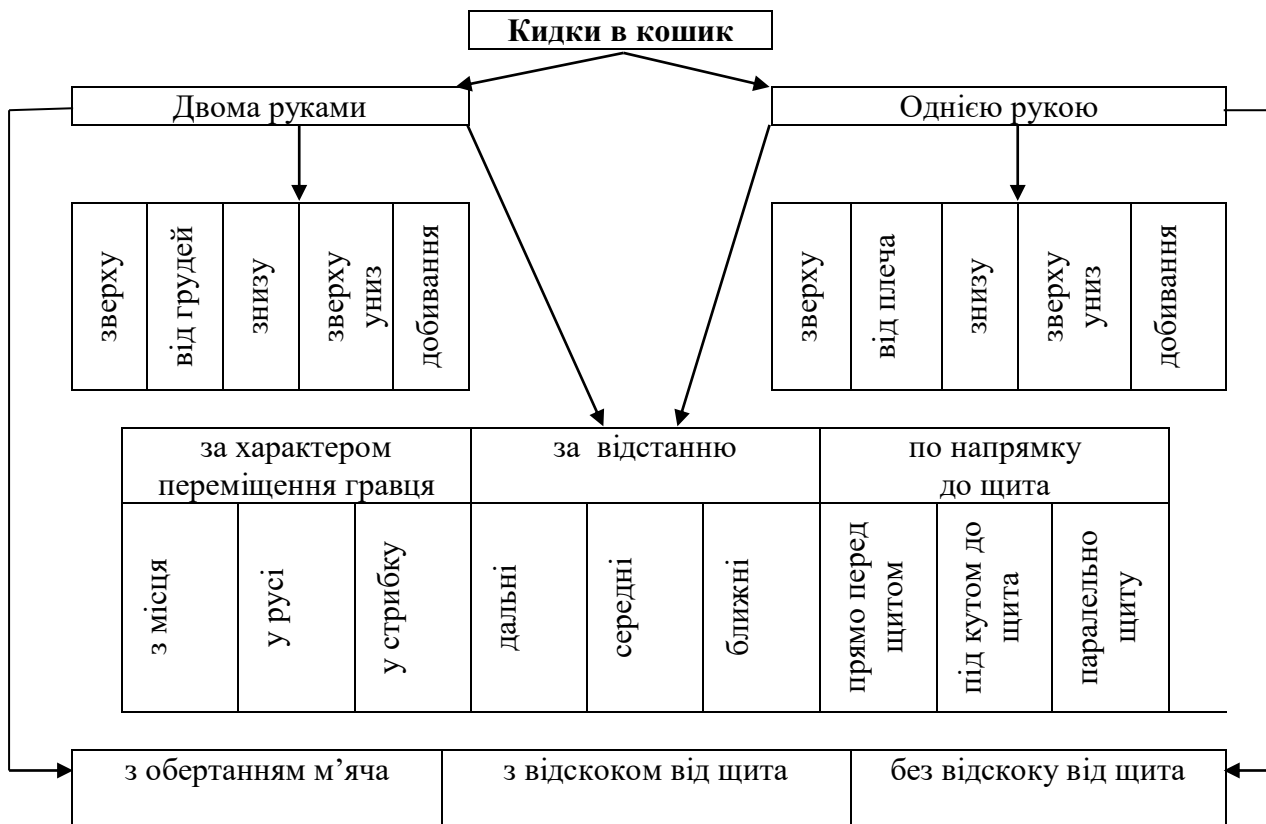 Кидки в кошик
Двома руками
Однією рукою
зверху
від грудей
знизу
зверху
униз
добивання
зверху
від плеча
знизу
зверху
униз
добивання
за характером
переміщення гравця
за відстанню
по напрямку
до щита
з місця
у русі
у стрибку
дальні
середні
ближні
прямо перед
щитом
під кутом до
щита
паралельно
щиту
з обертанням м’яча
з відскоком від щита
без відскоку від щита